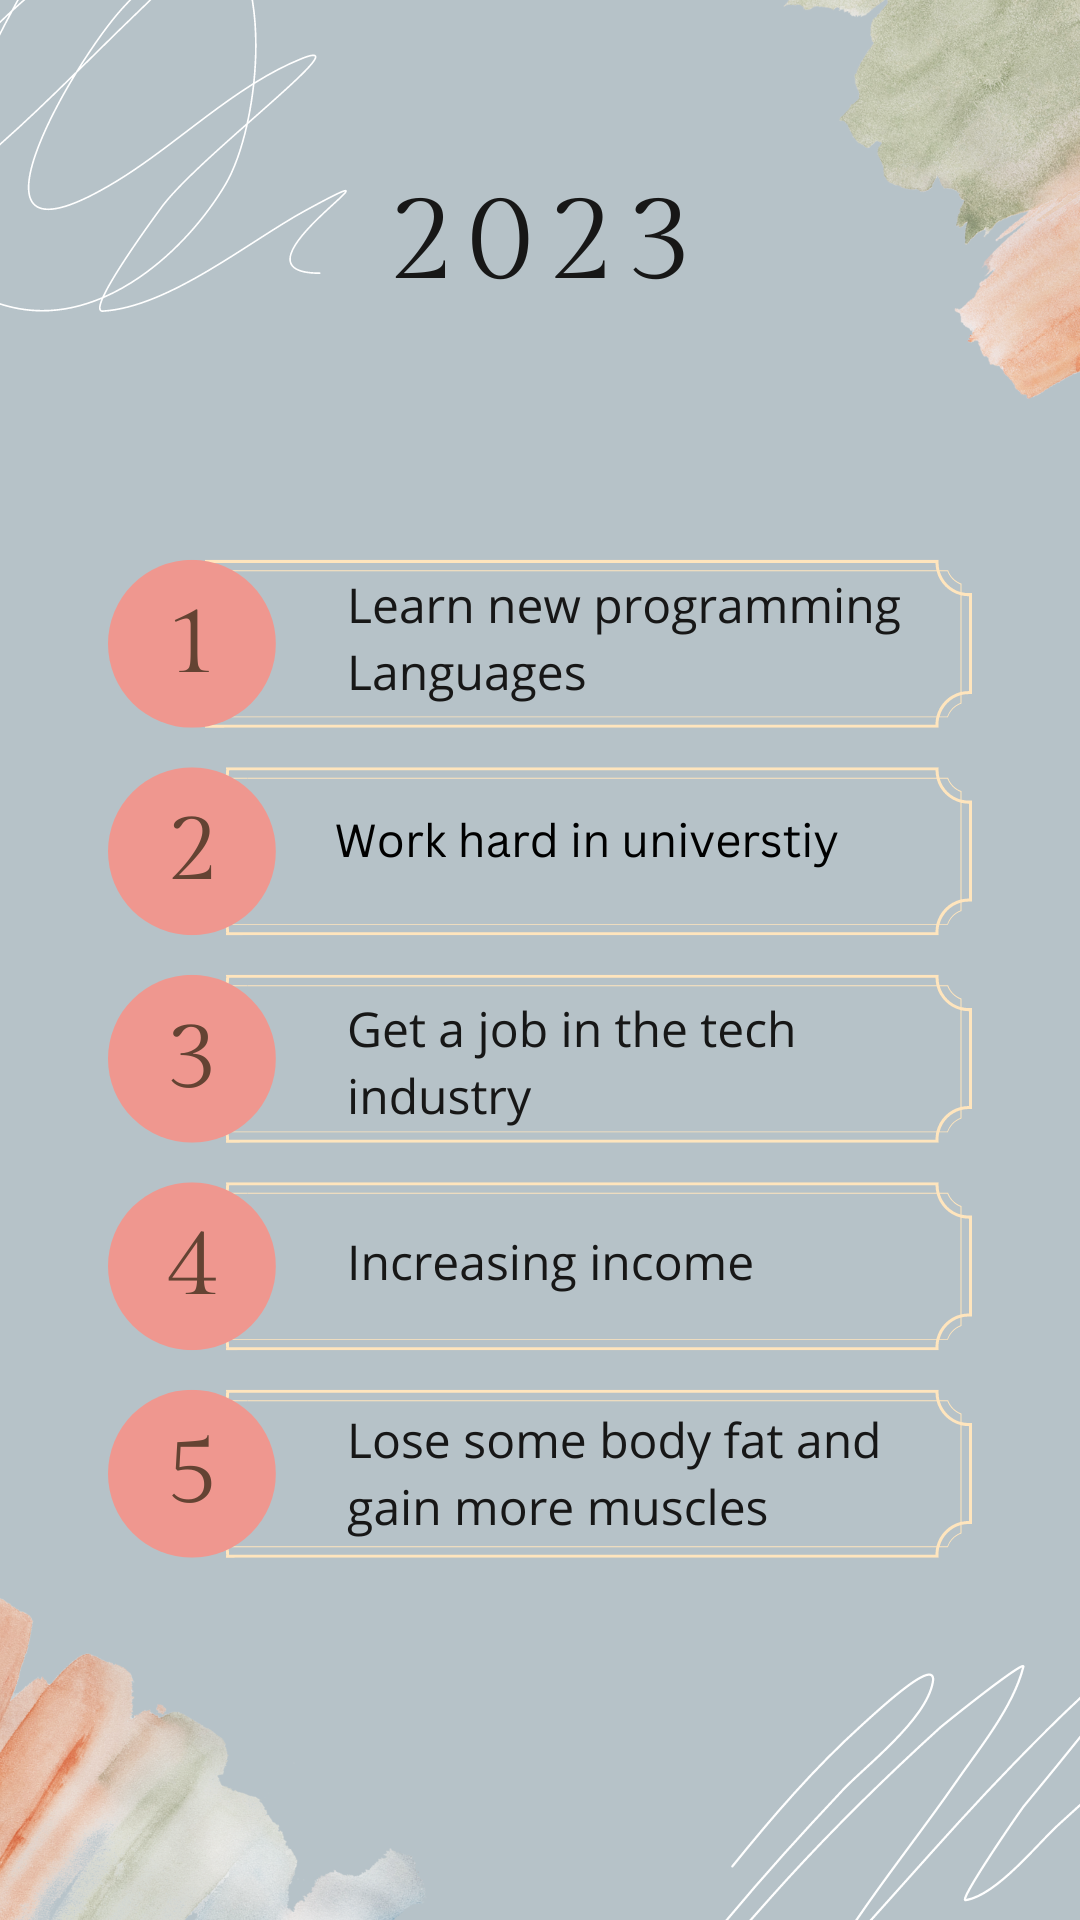 2023
1
Learn new programming
Languages
2
Work hard in universtiy
3
Get a job in the tech
industry
4
Increasing income
5
Lose some body fat and
gain more muscles